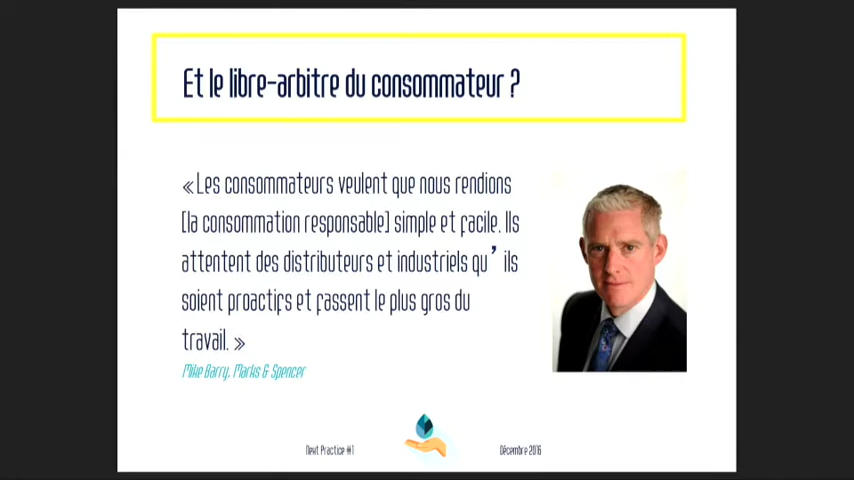 Et le libre-arbitre du consommateur ?
«Les consommateurs veulent que nous rendions
[la consommation responsable] simple et facile. Ils
attentent des distributeurs et industriels qu’ils
soient proactifs et fassent le plus gros du
travail. »
Mike Barry, Marks & Spencer
Next Practice #1
Décembre 2016